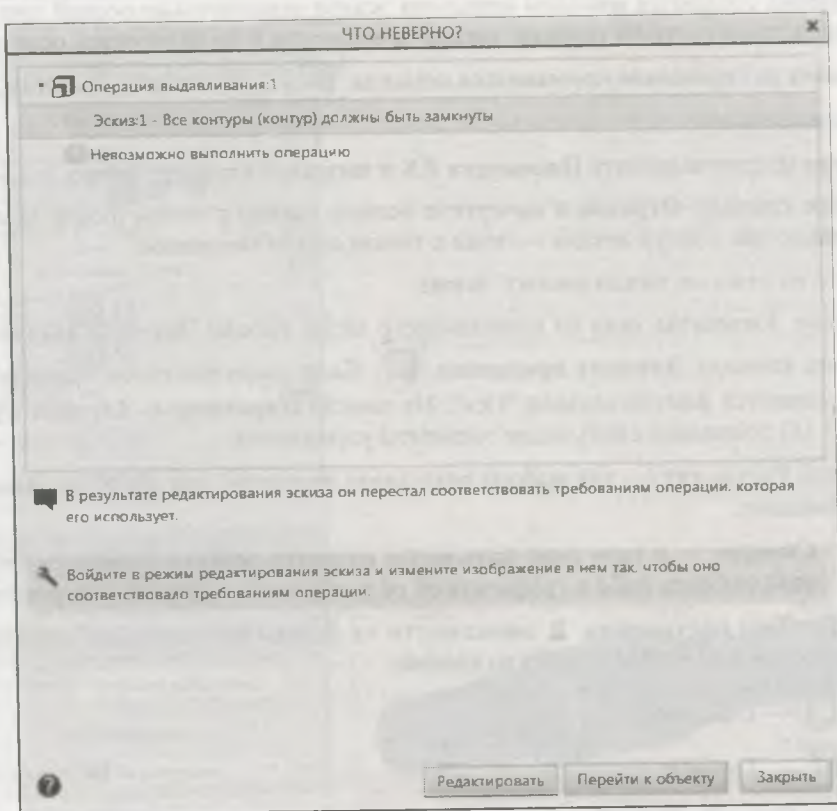 ЧТО НЕВЕРНО?
Операция выдавливания:1
Эскиз:1 - Все контуры (контур) должны быть замкнуты
Невозможно выполнить операцию
В результате редактирования эскиза он перестал соответствовать требованиям операции, которая
его использует.
Войдите в режим редактирования эскиза и измените изображение в нем так, чтобы оно
соответствовало требованиям операции.
Редактировать Перейти к объекту Закрыть